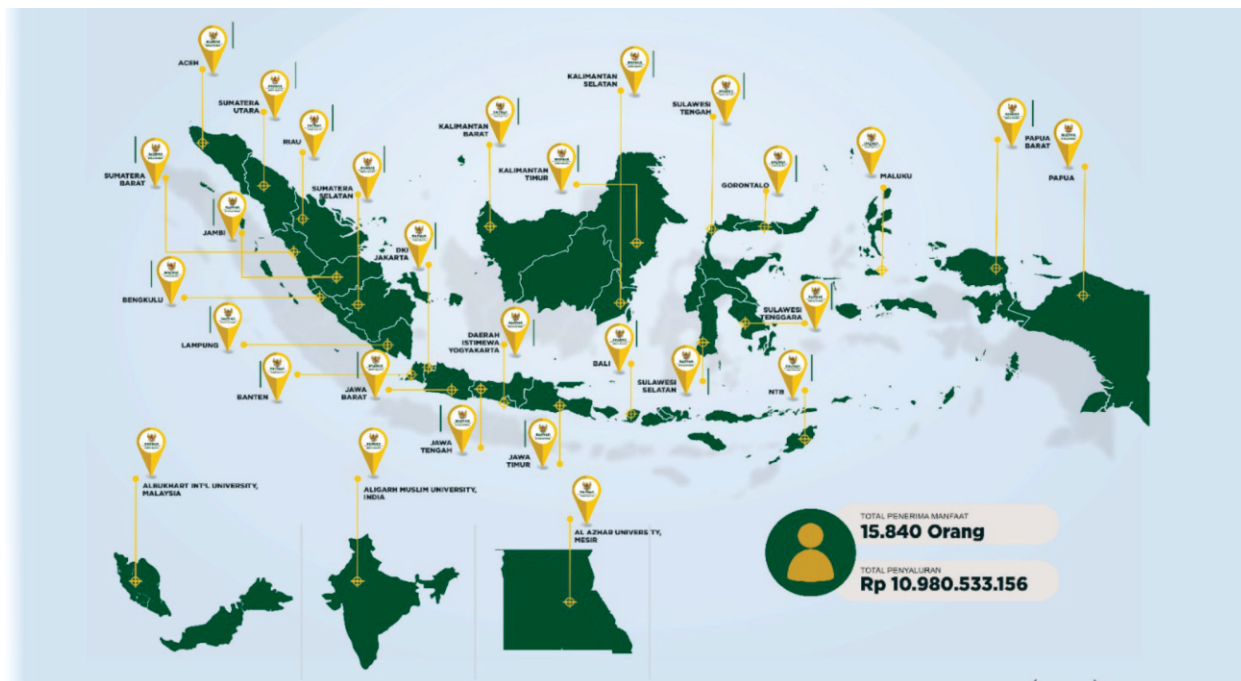 ACEH
SUMATERA
UTARA
RIAU
SUMATERA
BARAT
SUMATERA
SELATAN
JAMBI
DKI
JAKARTA
BENGKULU
LAMPUNG
BANTEN
JAWA
BARAT
DAERAH
ISTIMEWA
YOGYAKARTA
JAWA
TENGAH
JAWA
TIMUR
KALIMANTAN
BARAT
KALIMANTAN
TIMUR
KALIMANTAN
SELATAN
SULAWESI
TENGAH
GORONTALO
SULAWESI
TENGGARA
SULAWESI
SELATAN
BALI
NTB
MALUKU
PAPUA
BARAT
PAPUA
ALBUKHART INT'L UNIVERSITY,
MALAYSIA
ALIGARH MUSLIM UNIVERSITY,
INDIA
AL AZHAR UNIVERS TY,
MESIR
TOTAL PENERIMA MANFAAT
15.840 Orang
TOTAL PENYALURAN
Rp 10.980.533.156